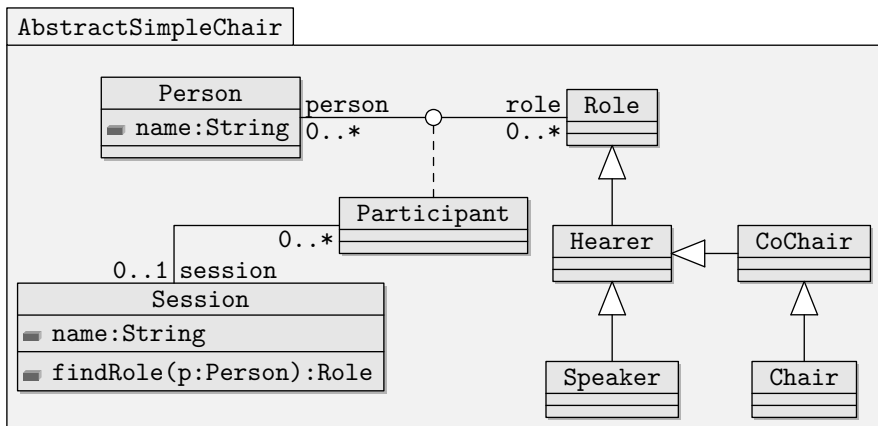 AbstractSimpleChair
Person
name:String
person
0..*
role
0..*
Role
Participant
0..*
0..1 session
Session
name:String
findRole(p:Person):Role
Hearer
CoChair
Speaker
Chair